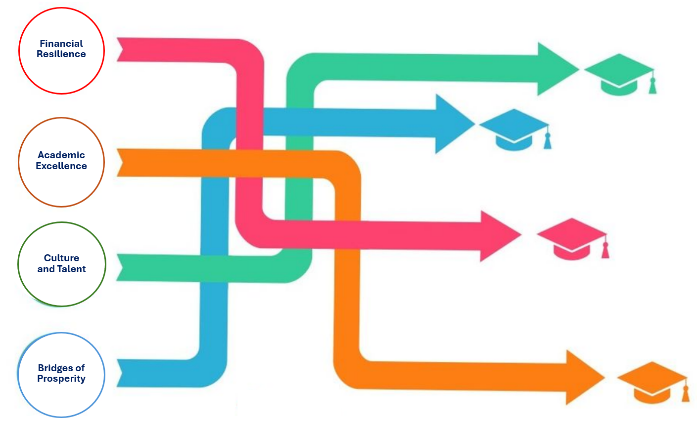 Financial
Resilience
Academic
Excellence
Culture
and Talent
Bridges of
Prosperity